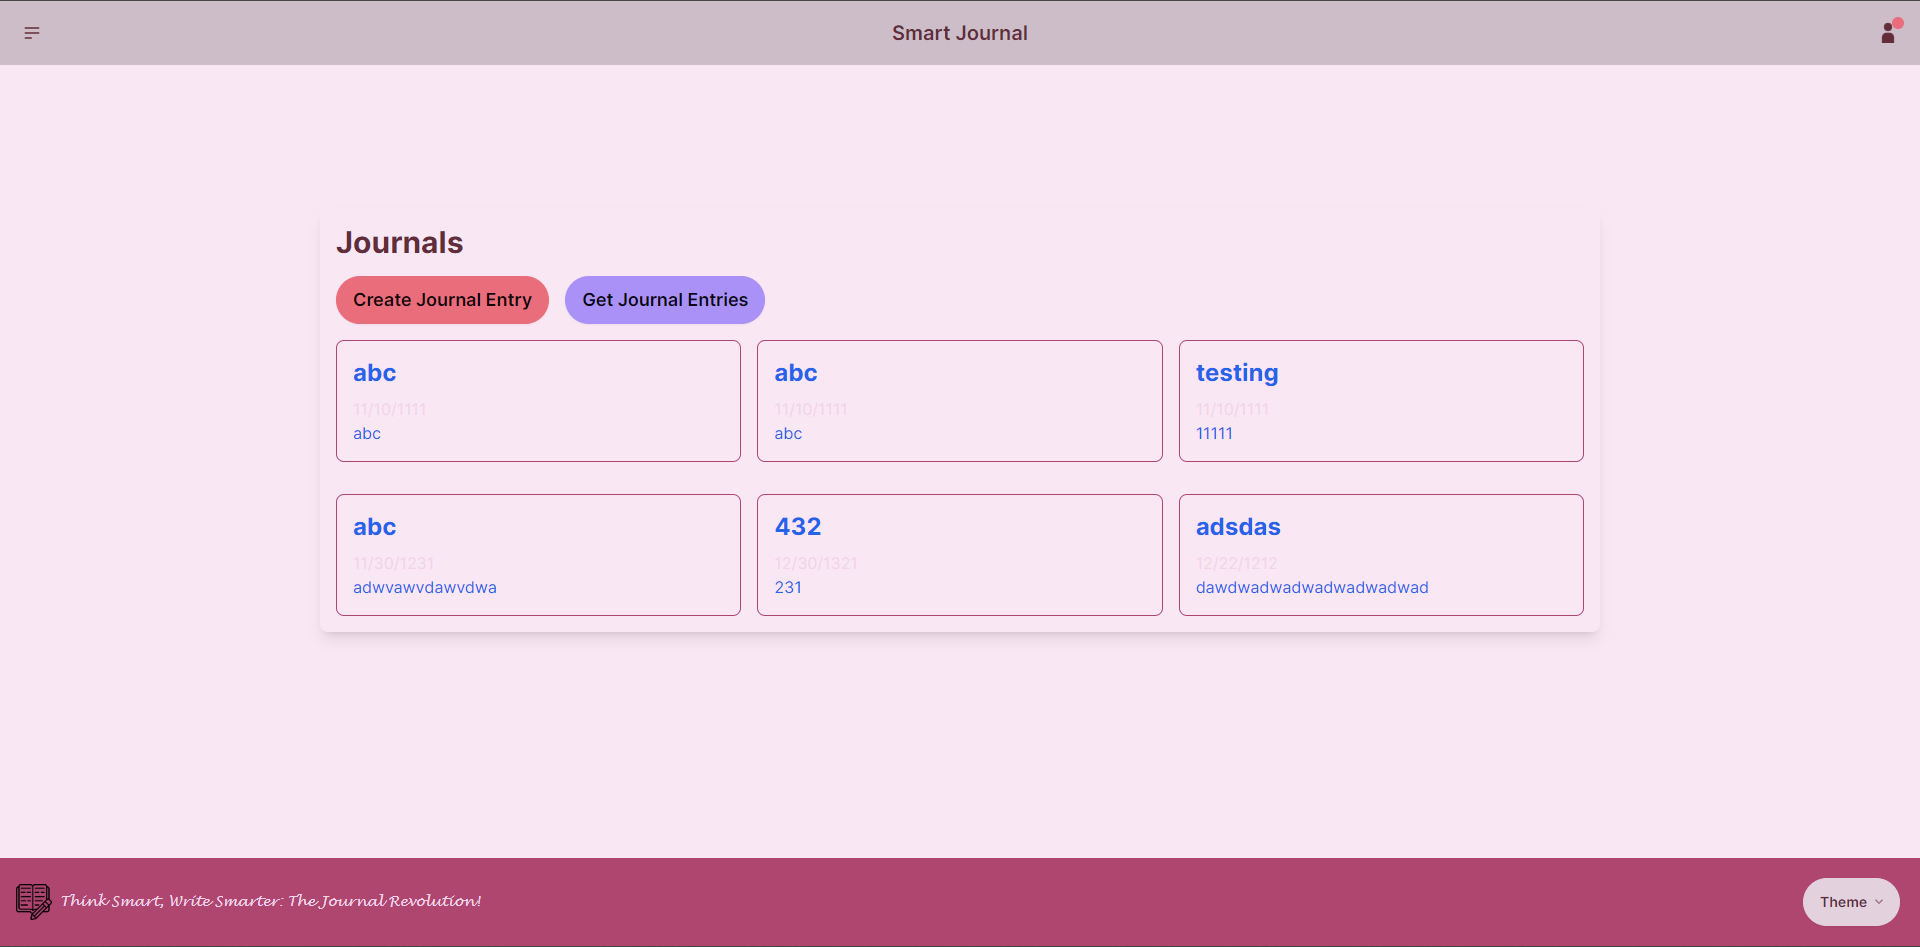 Smart Journal
Journals
Create Journal Entry
Get Journal Entries
abc
11/10/1111
abc
abc
11/10/1111
abc
testing
11/10/1111
11111
abc
11/30/1231
adwvawvdawvdwa
432
12/30/1321
231
adsdas
12/22/1212
dawdwadwadwadwadwadwad
Think Smart, Write Smarter: The Journal Revolution!
Theme